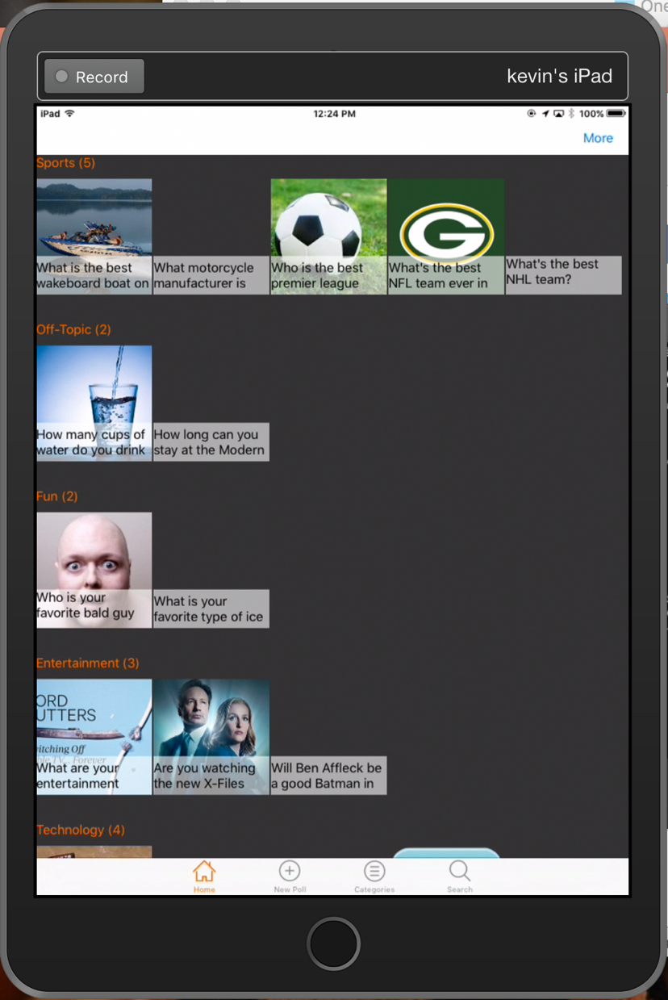 One
Record
kevin's iPad
iPad
12:24 PM
100%
More
Sports (5)
What is the best
wakeboard boat on
What motorcycle
manufacturer is
Who is the best
premier league
G
What's the best
NFL team ever in
What's the best
NHL team?
Off-Topic (2)
How many cups of
water do you drink
How long can you
stay at the Modern
Fun (2)
Who is your
favorite bald guy
What is your
favorite type of ice
Entertainment (3)
ORD
UTTERS
itching Off
ble TV... Forever
What are your
entertainment
Are you watching
the new X-Files
Will Ben Affleck be
a good Batman in
Technology (4)
Home
New Poll
Categories
Search